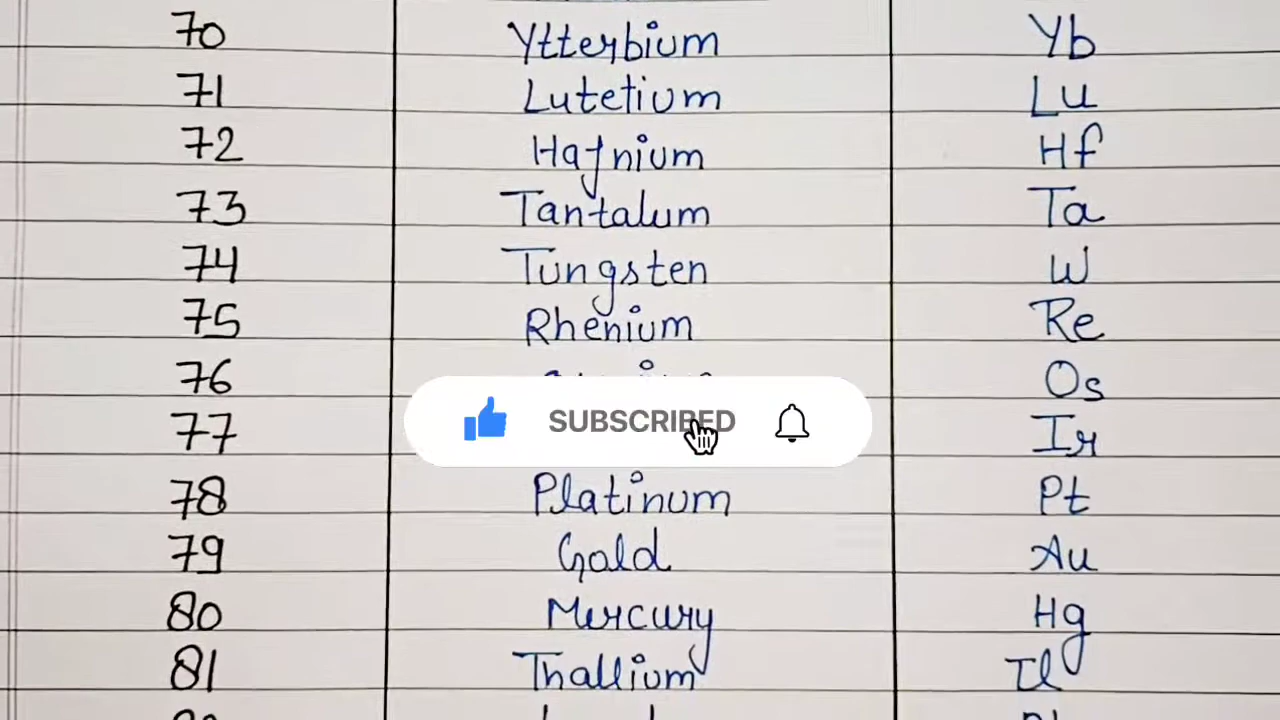 70 Ytterbium Yb
71 Lutetium Lu
72 Hafnium Hf
73 Tantalum Ta
74 Tungsten W
75 Rhenium Re
76 Os
SUBSCRIBED
77 Ir
78 Platinum Pt
79 Gold Au
80 Mercury Hg
81 Thallium Tl